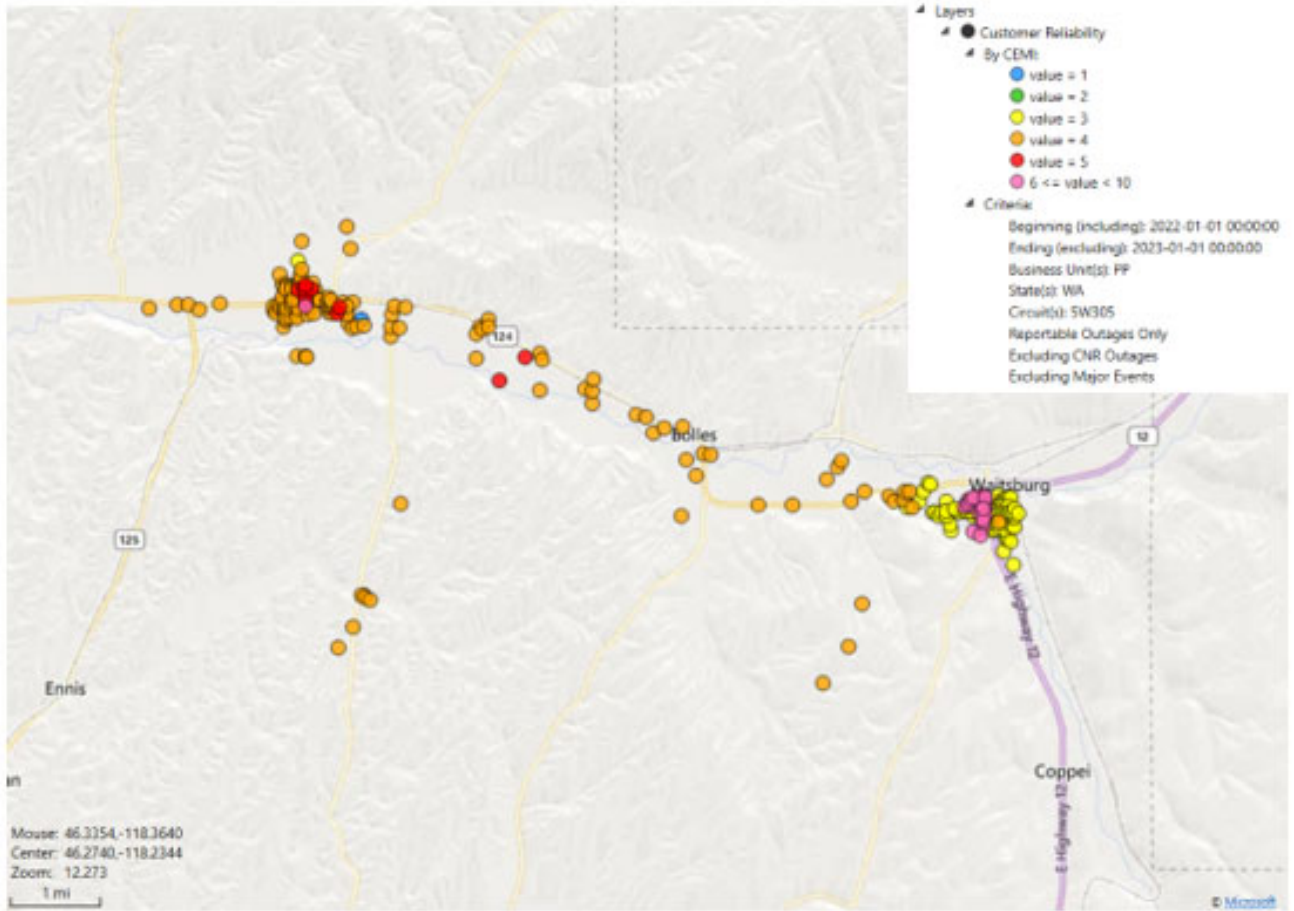 Layers
Customer Reliability
By CEMI:
value = 1
value = 2
value = 3
value = 4
value = 5
6 <= value < 10
Criteria:
Beginning (including): 2022-01-01 00:00:00
Ending (excluding): 2023-01-01 00:00:00
Business Unit(s): PP
State(s): WA
Circuit(s): 5W305
Reportable Outages Only
Excluding CNR Outages
Excluding Major Events
124
Bolles
12
Waitsburg
125
E Highway 12
Ennis
an
Coppei
E Highway 12
Mouse: 46.3354,-118.3640
Center: 46.2740,-118.2344
Zoom: 12.273
1 mi
© Microsoft